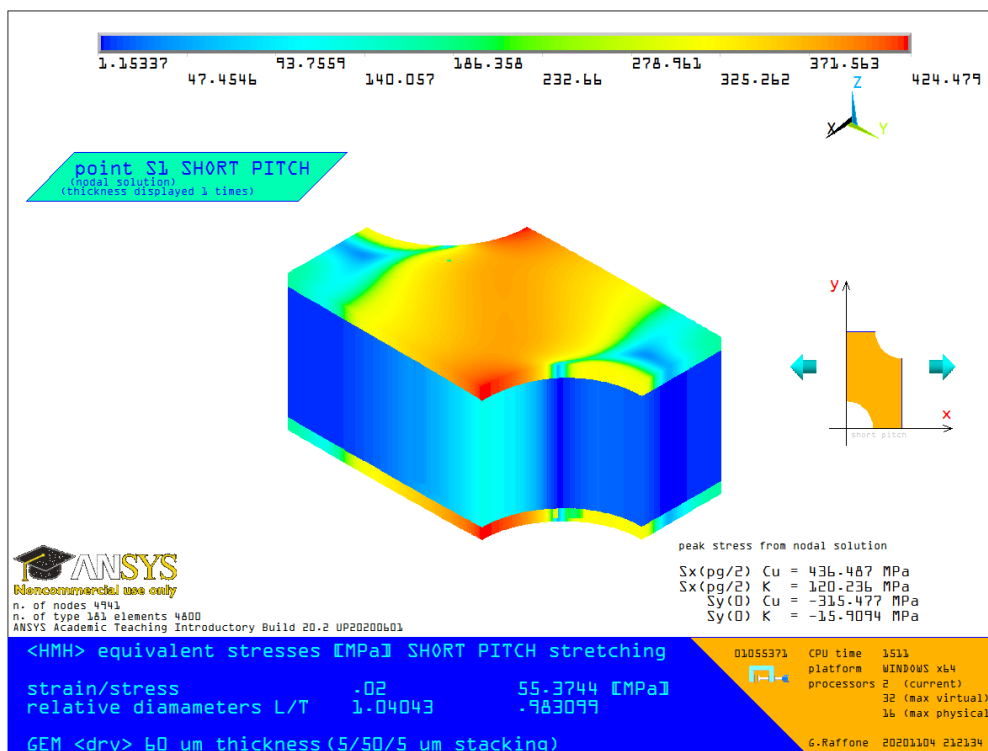 1.15337 93.7559 186.358 278.961 371.563
47.4546 140.057 232.66 325.262 424.479
Z
X Y
point S1 SHORT PITCH
(nodal solution)
(thickness displayed 1 times)
y
x
short pitch
ANSYS
Noncommercial use only
n. of nodes 4941
n. of type 181 elements 4800
ANSYS Academic Teaching Introductory Build 20.2 UP20200601
peak stress from nodal solution
Sx(pg/2) Cu = 436.487 MPa
Sx(pg/2) K = 120.236 MPa
Sy(0) Cu = -315.477 MPa
Sy(0) K = -15.9094 MPa
<HMH> equivalent stresses [MPa] SHORT PITCH stretching
strain/stress .02 55.3744 [MPa]
relative diamameters L/T 1.04043 .983099
GEM <dry> 60 um thickness (5/50/5 um stacking)
01055371
CPU time 1511
platform WINDOWS x64
processors 2 (current)
32 (max virtual)
16 (max physical
G.Raffone 20201104 212134